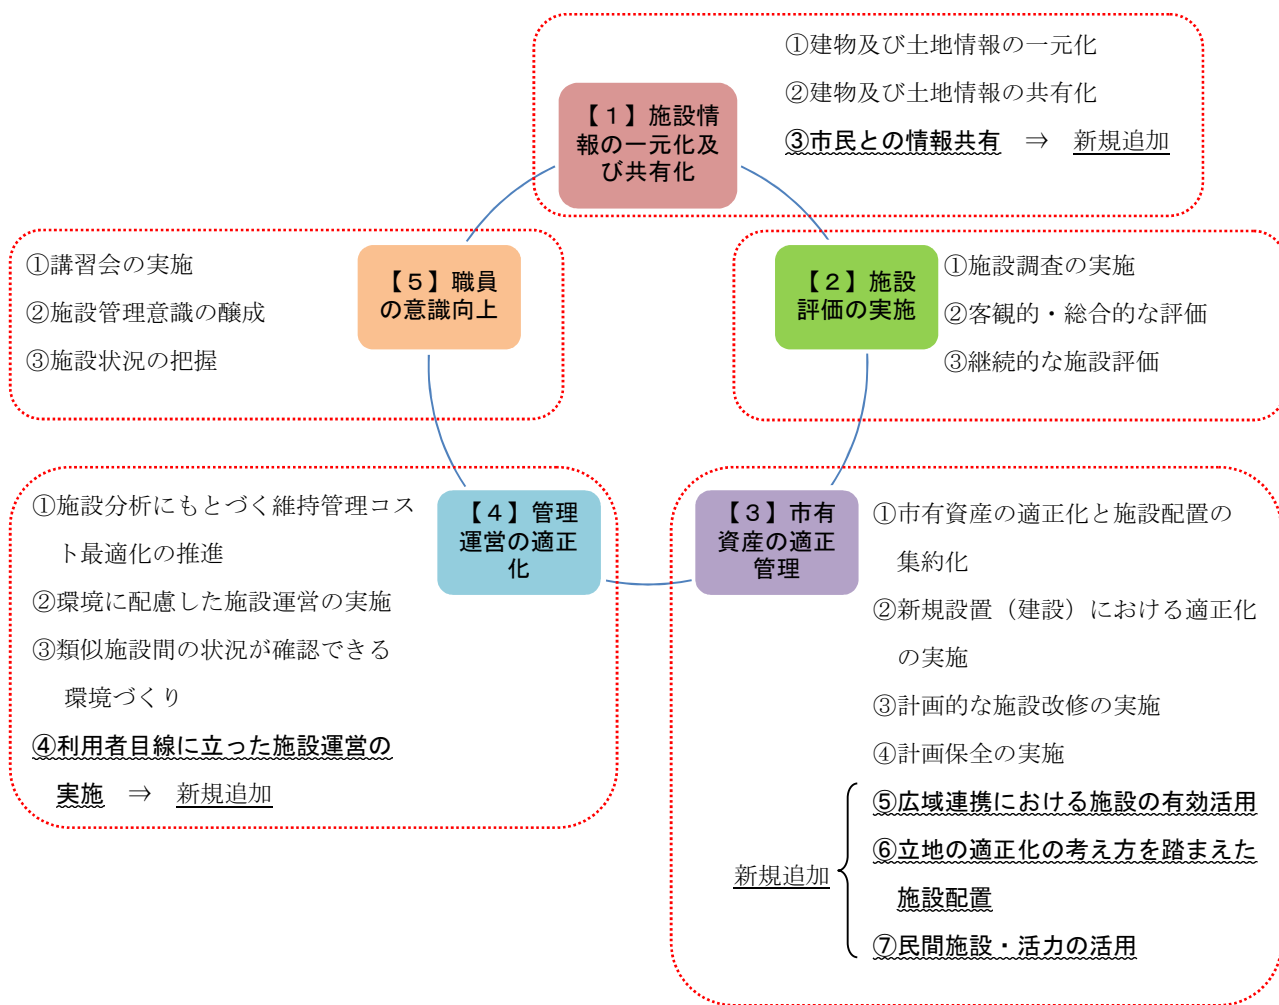 【１】施設情
報の一元化及
び共有化
①建物及び土地情報の一元化
②建物及び土地情報の共有化
③市民との情報共有　⇒　新規追加
【２】施設
評価の実施
①施設調査の実施
②客観的・総合的な評価
③継続的な施設評価
【３】市有
資産の適正
管理
①市有資産の適正化と施設配置の
集約化
②新規設置（建設）における適正化
の実施
③計画的な施設改修の実施
④計画保全の実施
新規追加
⑤広域連携における施設の有効活用
⑥立地の適正化の考え方を踏まえた
施設配置
⑦民間施設・活力の活用
【４】管理
運営の適正
化
①施設分析にもとづく維持管理コス
ト最適化の推進
②環境に配慮した施設運営の実施
③類似施設間の状況が確認できる
環境づくり
④利用者目線に立った施設運営の
実施　⇒　新規追加
【５】職員
の意識向上
①講習会の実施
②施設管理意識の醸成
③施設状況の把握